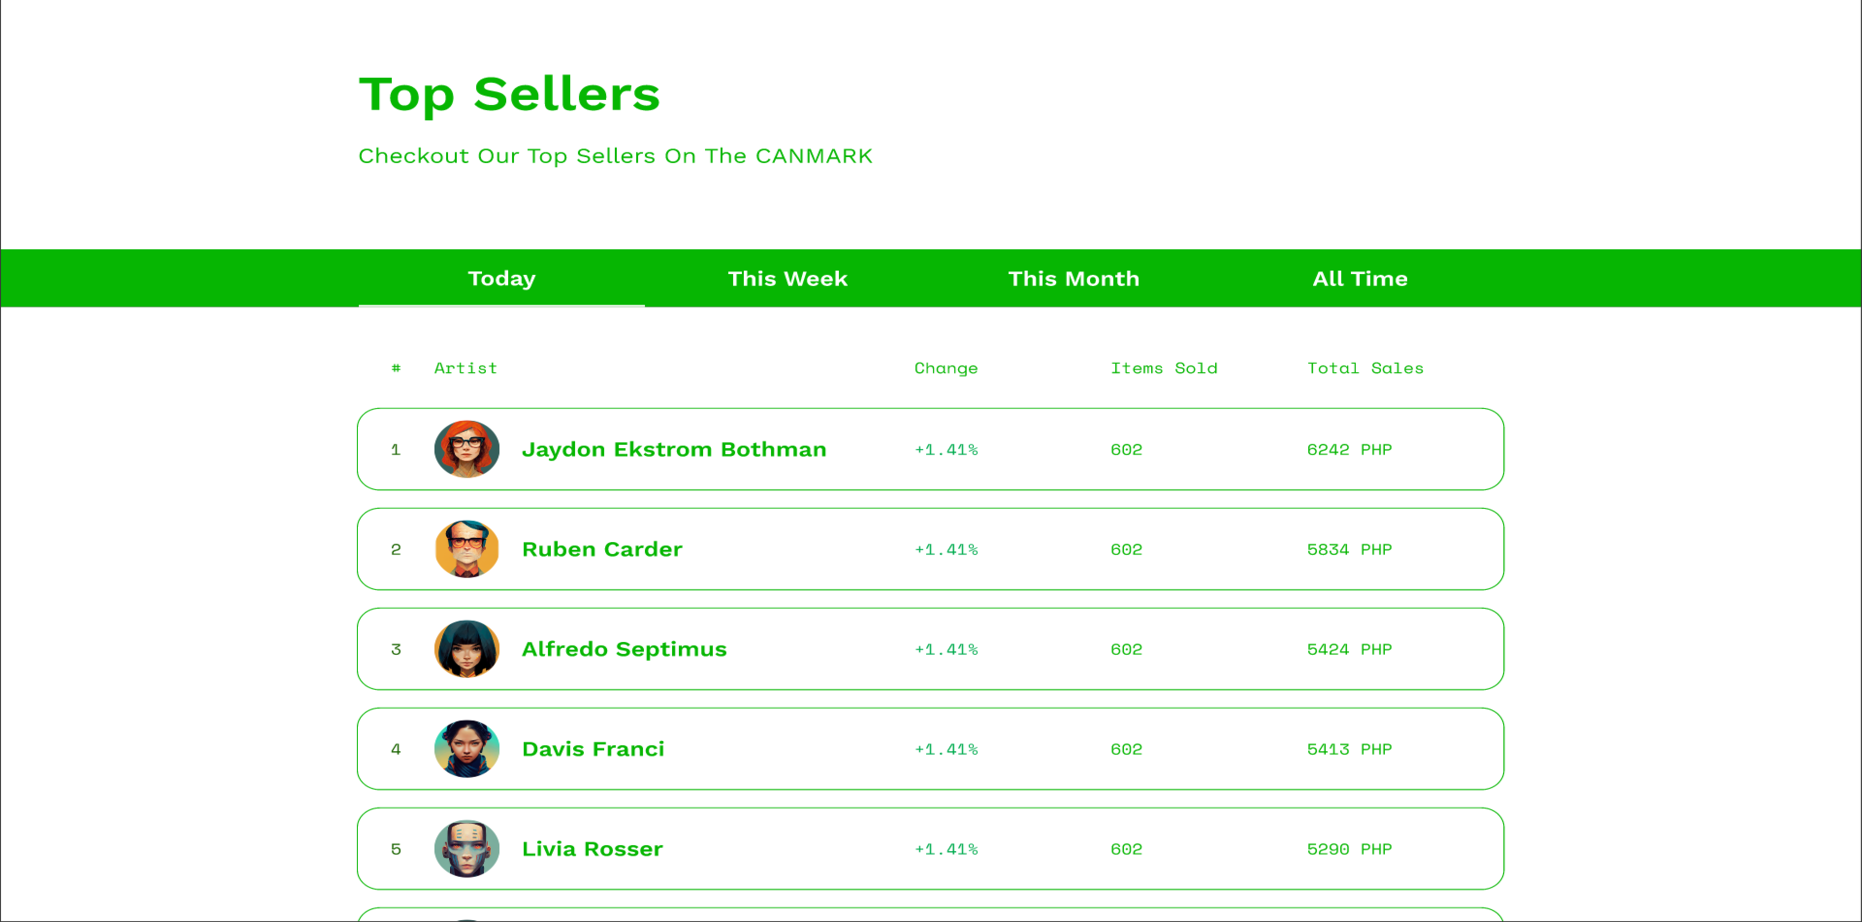 Top Sellers
Checkout Our Top Sellers On The CANMARK
Today This Week This Month All Time
# Artist Change Items Sold Total Sales
1 Jaydon Ekstrom Bothman +1.41% 602 6242 PHP
2 Ruben Carder +1.41% 602 5834 PHP
3 Alfredo Septimus +1.41% 602 5424 PHP
4 Davis Franci +1.41% 602 5413 PHP
5 Livia Rosser +1.41% 602 5290 PHP